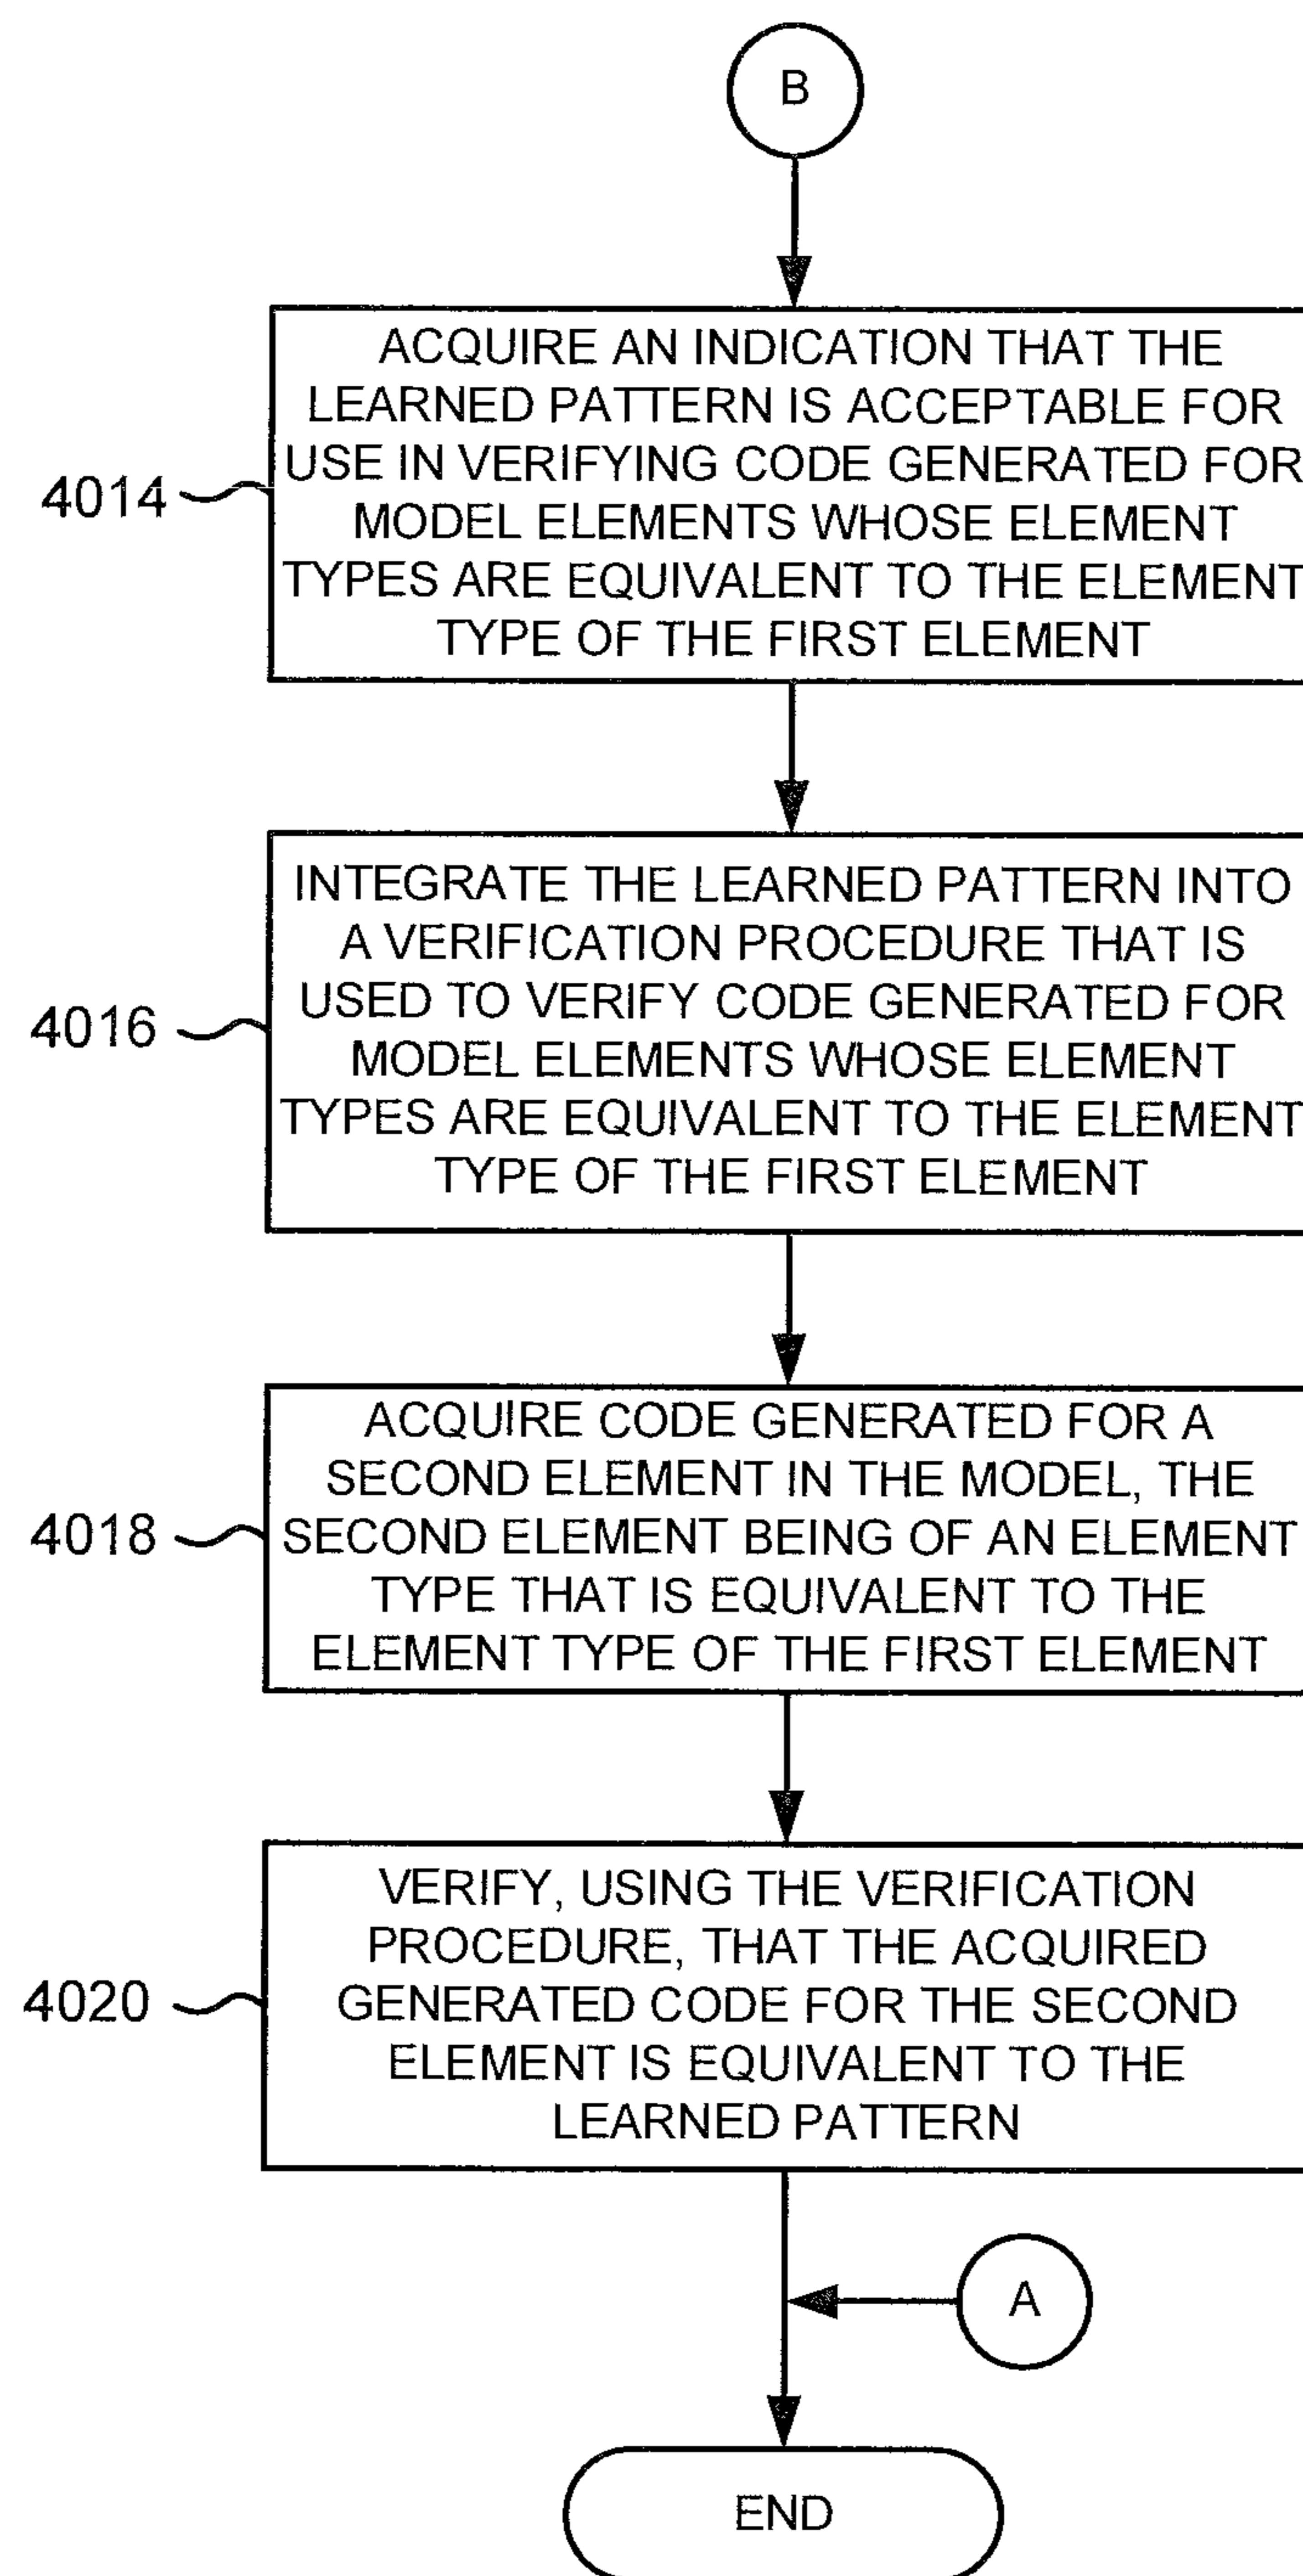 B
ACQUIRE AN INDICATION THAT THE
LEARNED PATTERN IS ACCEPTABLE FOR
USE IN VERIFYING CODE GENERATED FOR
MODEL ELEMENTS WHOSE ELEMENT
TYPES ARE EQUIVALENT TO THE ELEMENT
TYPE OF THE FIRST ELEMENT
4014
INTEGRATE THE LEARNED PATTERN INTO
A VERIFICATION PROCEDURE THAT IS
USED TO VERIFY CODE GENERATED FOR
MODEL ELEMENTS WHOSE ELEMENT
TYPES ARE EQUIVALENT TO THE ELEMENT
TYPE OF THE FIRST ELEMENT
4016
ACQUIRE CODE GENERATED FOR A
SECOND ELEMENT IN THE MODEL, THE
SECOND ELEMENT BEING OF AN ELEMENT
TYPE THAT IS EQUIVALENT TO THE
ELEMENT TYPE OF THE FIRST ELEMENT
4018
VERIFY, USING THE VERIFICATION
PROCEDURE, THAT THE ACQUIRED
GENERATED CODE FOR THE SECOND
ELEMENT IS EQUIVALENT TO THE
LEARNED PATTERN
4020
A
END